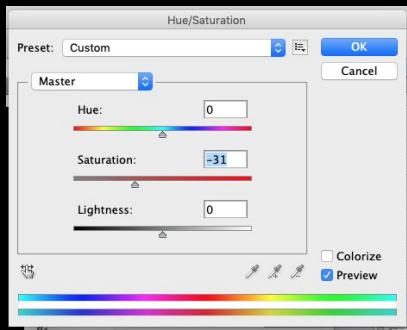 Hue/Saturation
Preset: Custom
OK
Cancel
Master
Hue: 0
Saturation: -31
Lightness: 0
Colorize
Preview